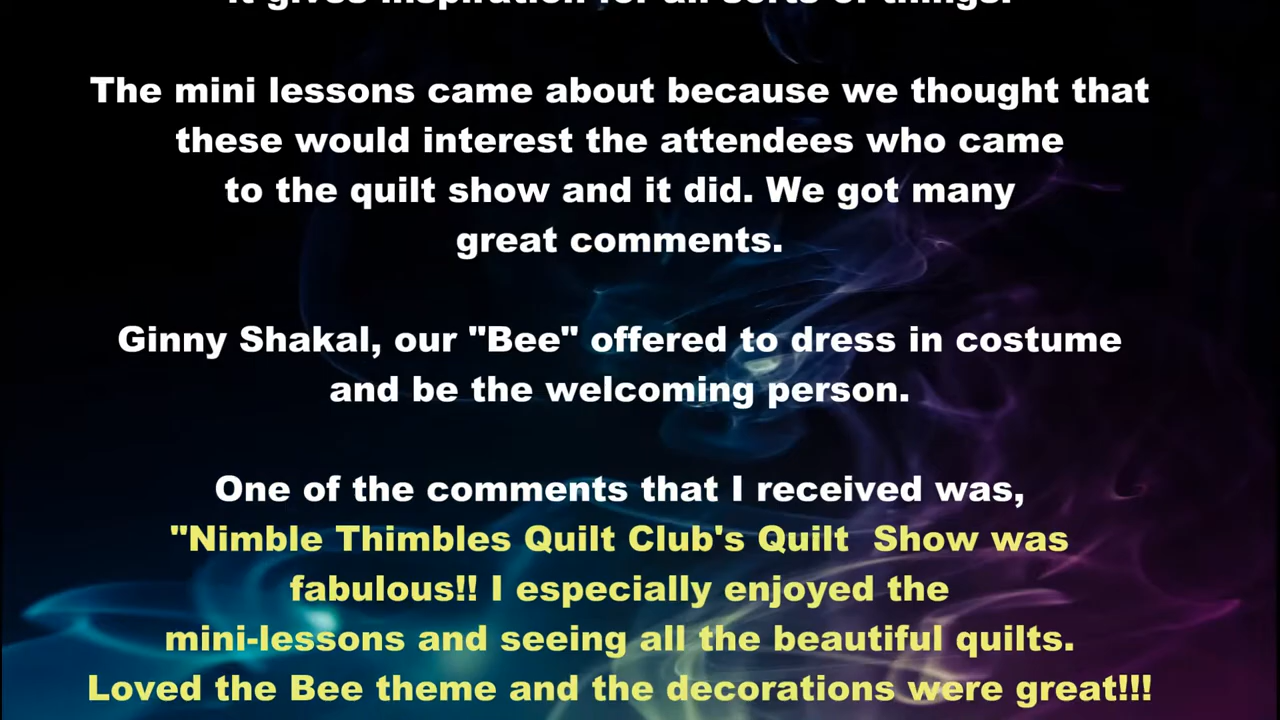 it gives inspiration for all sorts of things.
The mini lessons came about because we thought that
these would interest the attendees who came
to the quilt show and it did. We got many
great comments.
Ginny Shakal, our "Bee" offered to dress in costume
and be the welcoming person.
One of the comments that I received was,
"Nimble Thimbles Quilt Club's Quilt  Show was
fabulous!! I especially enjoyed the
mini-lessons and seeing all the beautiful quilts.
Loved the Bee theme and the decorations were great!!!